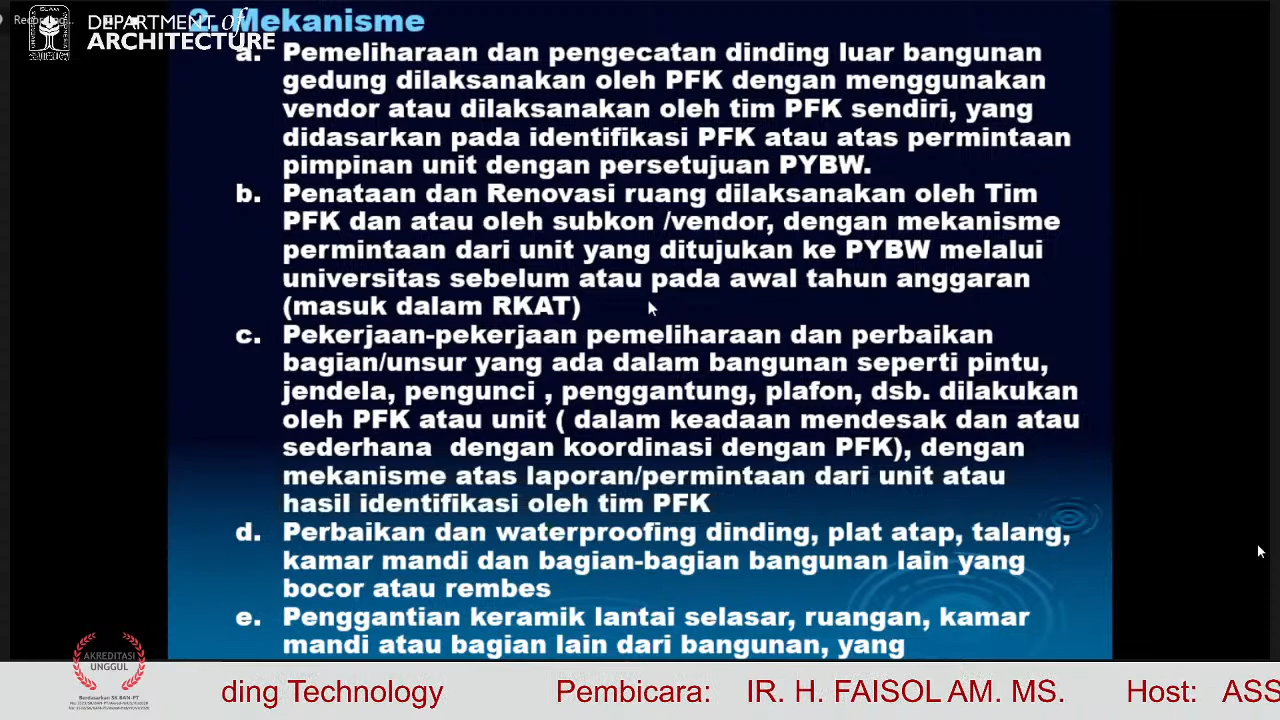 Recording...
DEPARTMENT of
ARCHITECTURE
2. Mekanisme
a. Pemeliharaan dan pengecatan dinding luar bangunan
gedung dilaksanakan oleh PFK dengan menggunakan
vendor atau dilaksanakan oleh tim PFK sendiri, yang
didasarkan pada identifikasi PFK atau atas permintaan
pimpinan unit dengan persetujuan PYBW.
b. Penataan dan Renovasi ruang dilaksanakan oleh Tim
PFK dan atau oleh subkon /vendor, dengan mekanisme
permintaan dari unit yang ditujukan ke PYBW melalui
universitas sebelum atau pada awal tahun anggaran
(masuk dalam RKAT)
c. Pekerjaan-pekerjaan pemeliharaan dan perbaikan
bagian/unsur yang ada dalam bangunan seperti pintu,
jendela, pengunci , penggantung, plafon, dsb. dilakukan
oleh PFK atau unit ( dalam keadaan mendesak dan atau
sederhana  dengan koordinasi dengan PFK), dengan
mekanisme atas laporan/permintaan dari unit atau
hasil identifikasi oleh tim PFK
d. Perbaikan dan waterproofing dinding, plat atap, talang,
kamar mandi dan bagian-bagian bangunan lain yang
bocor atau rembes
e. Penggantian keramik lantai selasar, ruangan, kamar
mandi atau bagian lain dari bangunan, yang
AKREDITASI
UNGGUL
Berdasarkan SK BAN-PT
ding Technology Pembicara: IR. H FAISOL AM. MS. Host: ASS